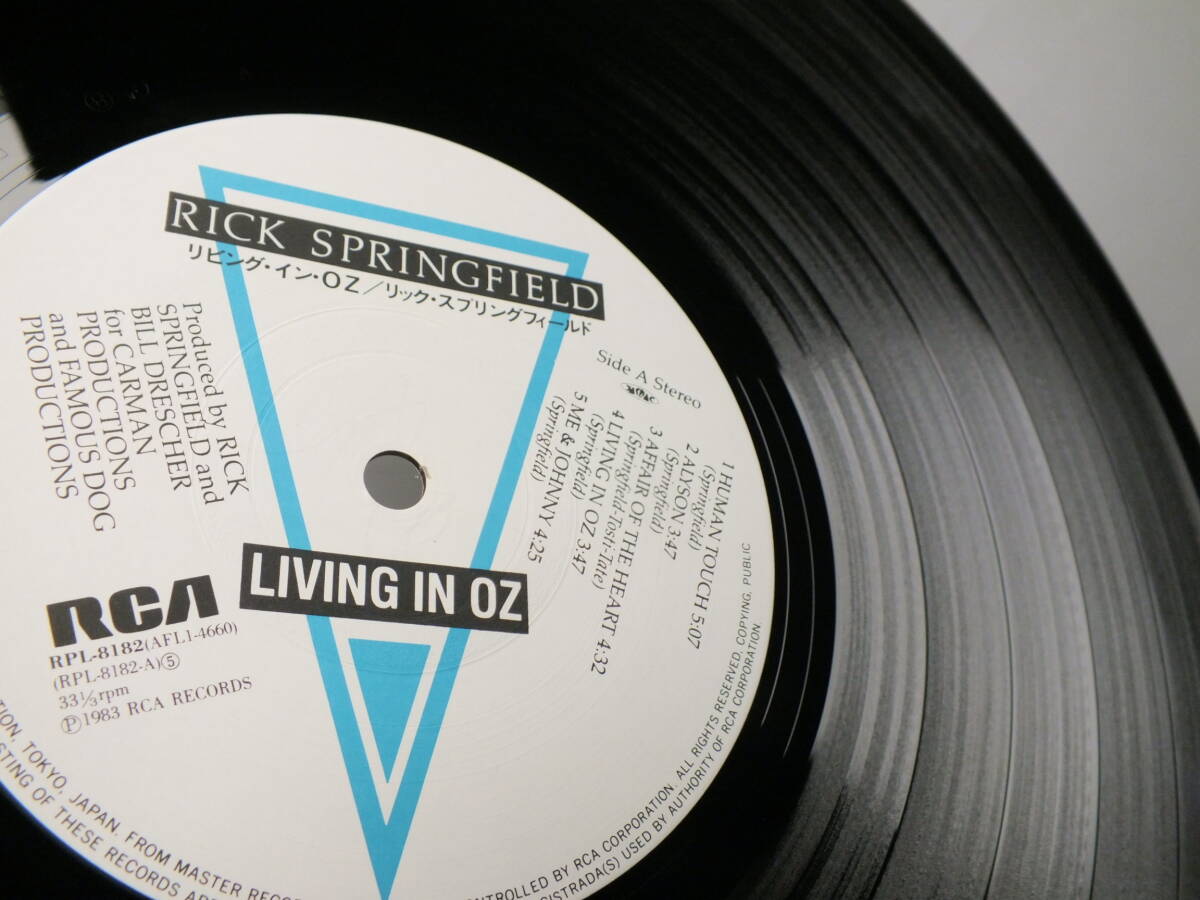 RICK SPRINGFIELD
リビング・イン・OZ／リック・スプリングフィールド
Produced by RICK
SPRINGFIELD and
BILL DRESCHER
for CARMAN
PRODUCTIONS
and FAMOUS DOG
PRODUCTIONS
Side A Stereo
1 HUMAN TOUCH 5:07
(Springfield)
2 ALYSON 3:47
(Springfield)
3 AFFAIR OF THE HEART 4:32
(Springfield-Tosti-Tate)
4 LIVING IN OZ 3:47
(Springfield)
5 ME & JOHNNY 4:25
(Springfield)
LIVING IN OZ
RCA
RPL-8182(AFL1-4660)
(RPL-8182-A)⑤
33⅓rpm
Ⓟ1983 RCA RECORDS
TION, TOKYO, JAPAN. FROM MASTER RECOR
NTROLLED BY RCA CORPORATION. ALL RIGHTS RESERVED, COPYING, PUBLIC
STING OF THESE RECORDS
GISTRADA(S) USED BY AUTHORITY OF RCA CORPORATION.